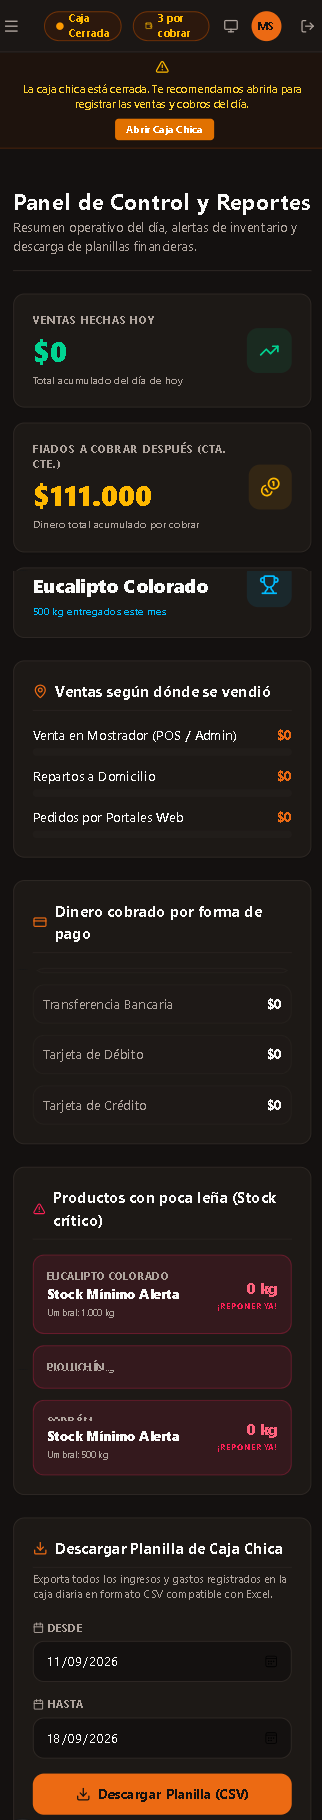 Caja
Cerrada
3 por
cobrar
MS
La caja chica está cerrada. Te recomendamos abrirla para
registrar las ventas y cobros del día.
Abrir Caja Chica
Panel de Control y Reportes
Resumen operativo del día, alertas de inventario y
descarga de planillas financieras.
VENTAS HECHAS HOY
$0
Total acumulado del día de hoy
FIADOS A COBRAR DESPUÉS (CTA.
CTE.)
$111.000
Dinero total acumulado por cobrar
Eucalipto Colorado
500 kg entregados este mes
Ventas según dónde se vendió
Venta en Mostrador (POS / Admin) $0
Repartos a Domicilio $0
Pedidos por Portales Web $0
Dinero cobrado por forma de
pago
Transferencia Bancaria $0
Tarjeta de Débito $0
Tarjeta de Crédito $0
Productos con poca leña (Stock
crítico)
EUCALIPTO COLORADO
Stock Mínimo Alerta
Umbral: 1.000 kg
0 kg
¡REPONER YA!
Stock Mínimo Alerta
Umbral: 500 kg
0 kg
¡REPONER YA!
Descargar Planilla de Caja Chica
Exporta todos los ingresos y gastos registrados en la
caja diaria en formato CSV compatible con Excel.
DESDE
11/09/2026
HASTA
18/09/2026
Descargar Planilla (CSV)